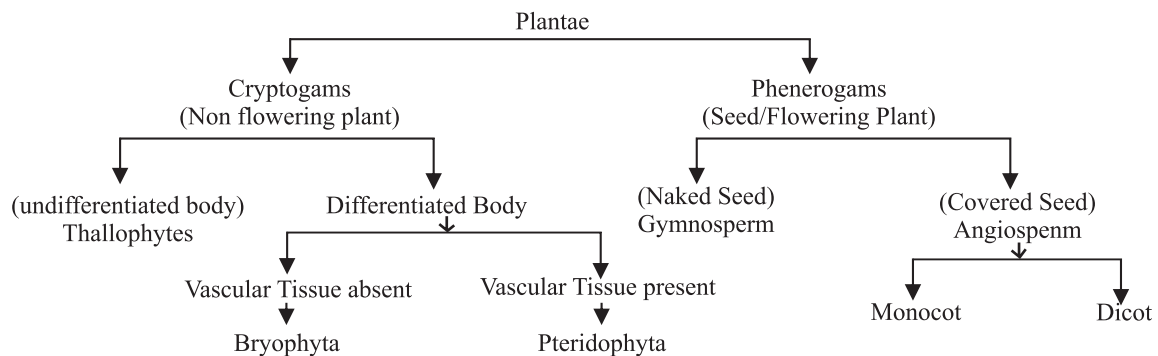 Plantae
Cryptogams
(Non flowering plant)
Phenerogams
(Seed/Flowering Plant)
(undifferentiated body)
Thallophytes
Differentiated Body
(Naked Seed)
Gymnosperm
(Covered Seed)
Angiospenm
Vascular Tissue absent
Vascular Tissue present
Monocot
Dicot
Bryophyta
Pteridophyta